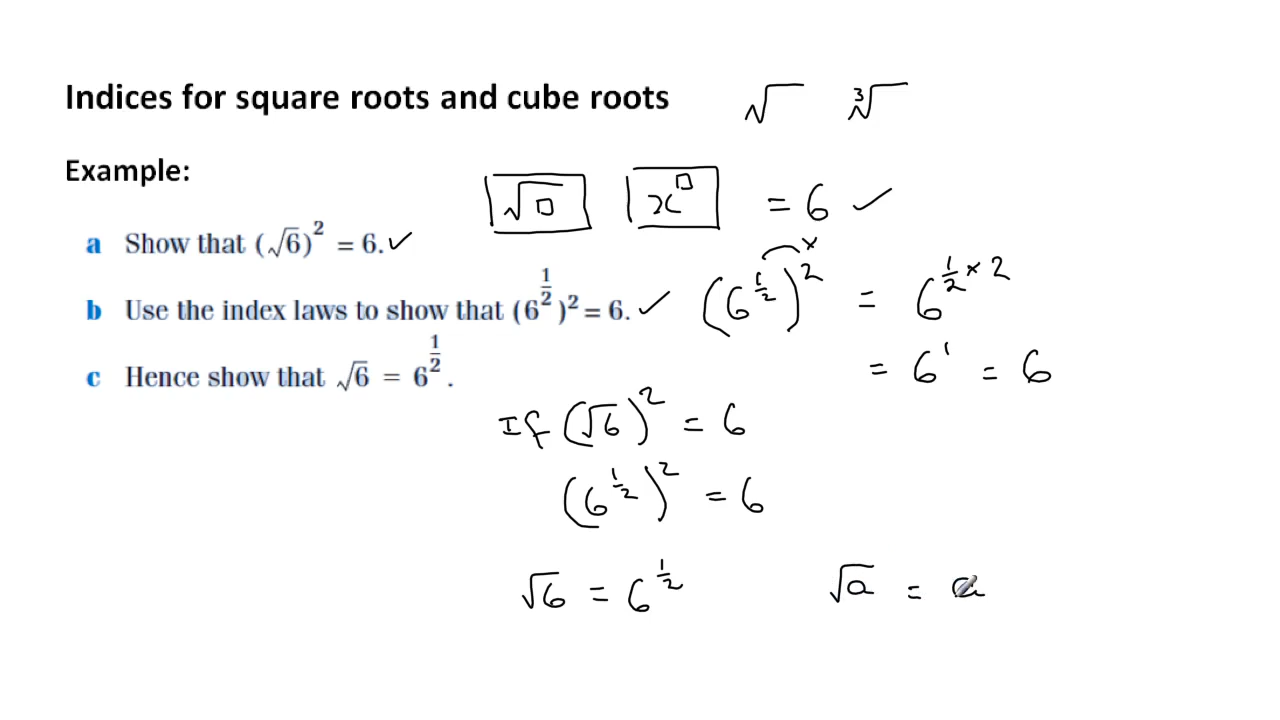 Indices for square roots and cube roots √ ∛
Example:
√□ x^□ = 6 ✓
a Show that (√6)² = 6. ✓
b Use the index laws to show that (6^{1/2})² = 6. ✓ (6^{1/2})² = 6^{1/2 × 2}
×
c Hence show that √6 = 6^{1/2}. = 6¹ = 6
If (√6)² = 6
(6^{1/2})² = 6
√6 = 6^{1/2} √a = a